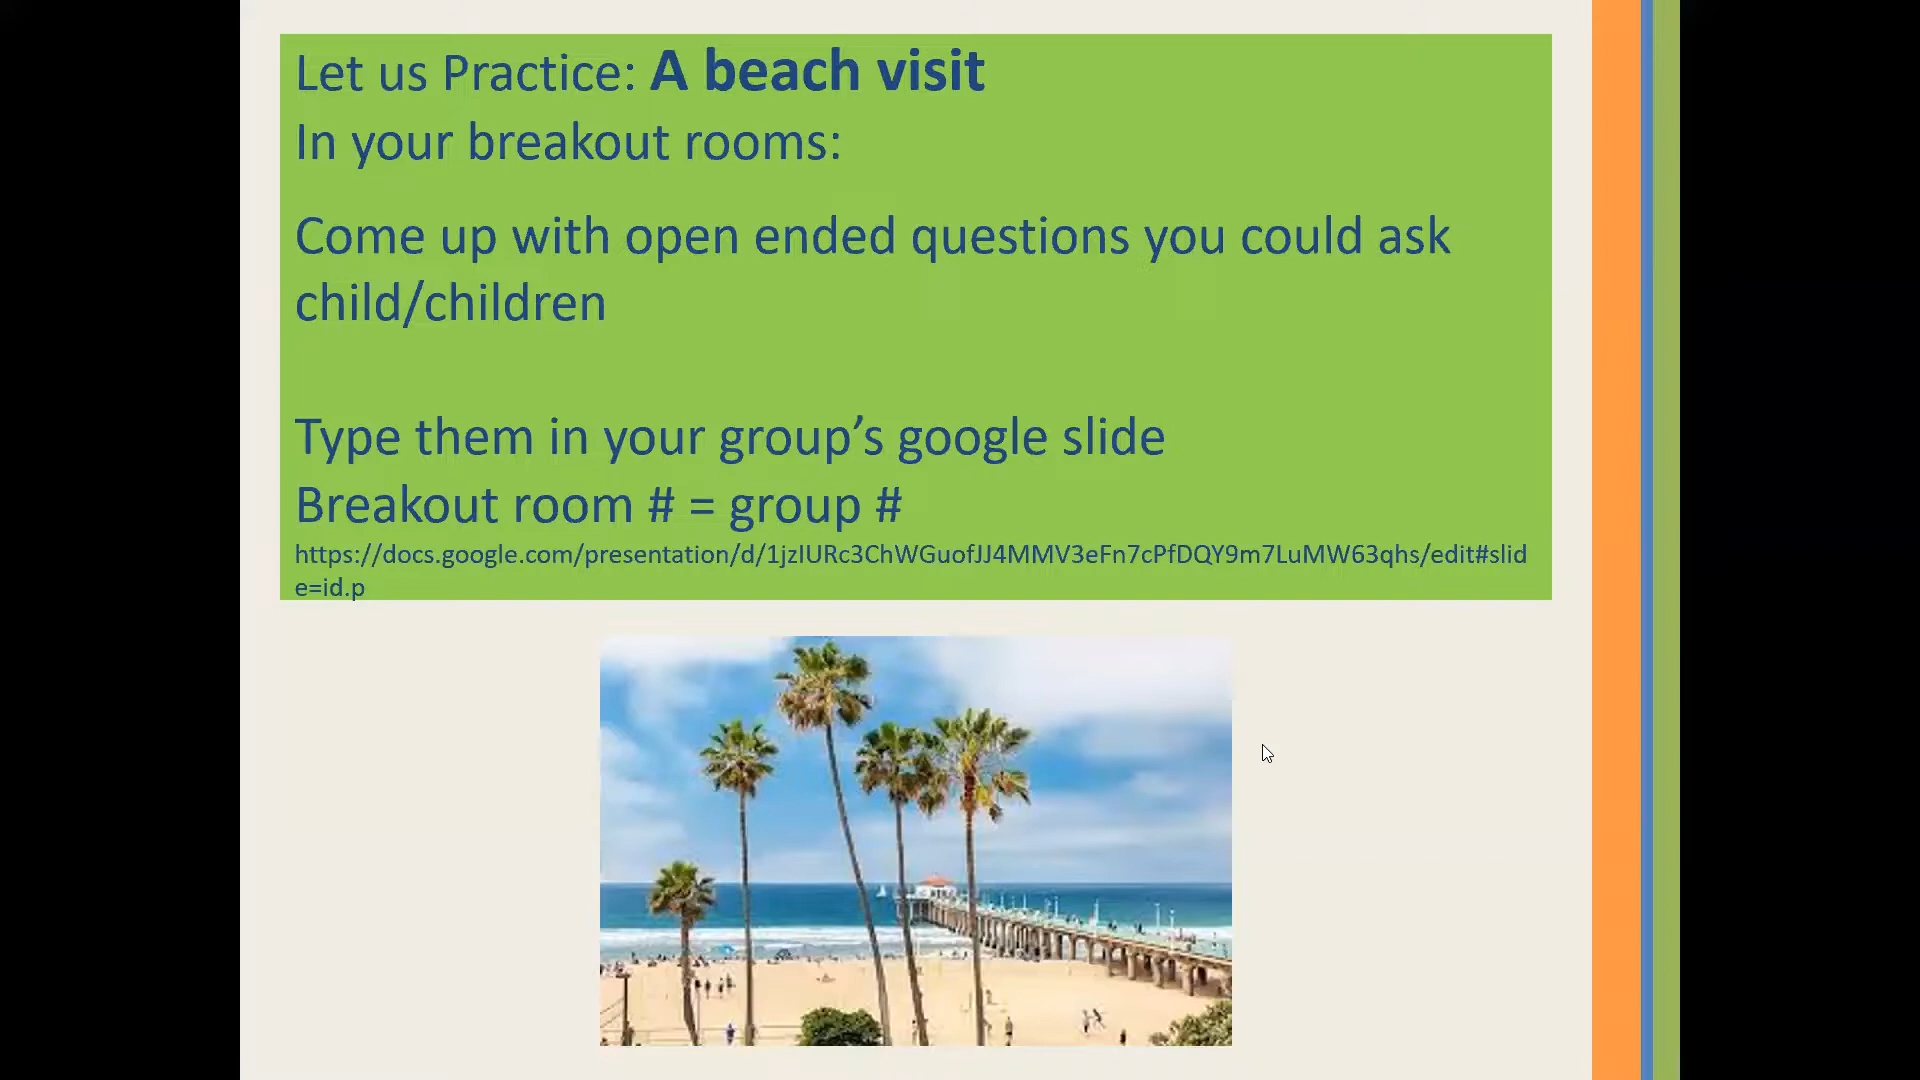 Let us Practice: A beach visit
In your breakout rooms:
Come up with open ended questions you could ask
child/children
Type them in your group’s google slide
Breakout room # = group #
https://docs.google.com/presentation/d/1jzIURc3ChWGuofJJ4MMV3eFn7cPfDQY9m7LuMW63qhs/edit#slid
e=id.p